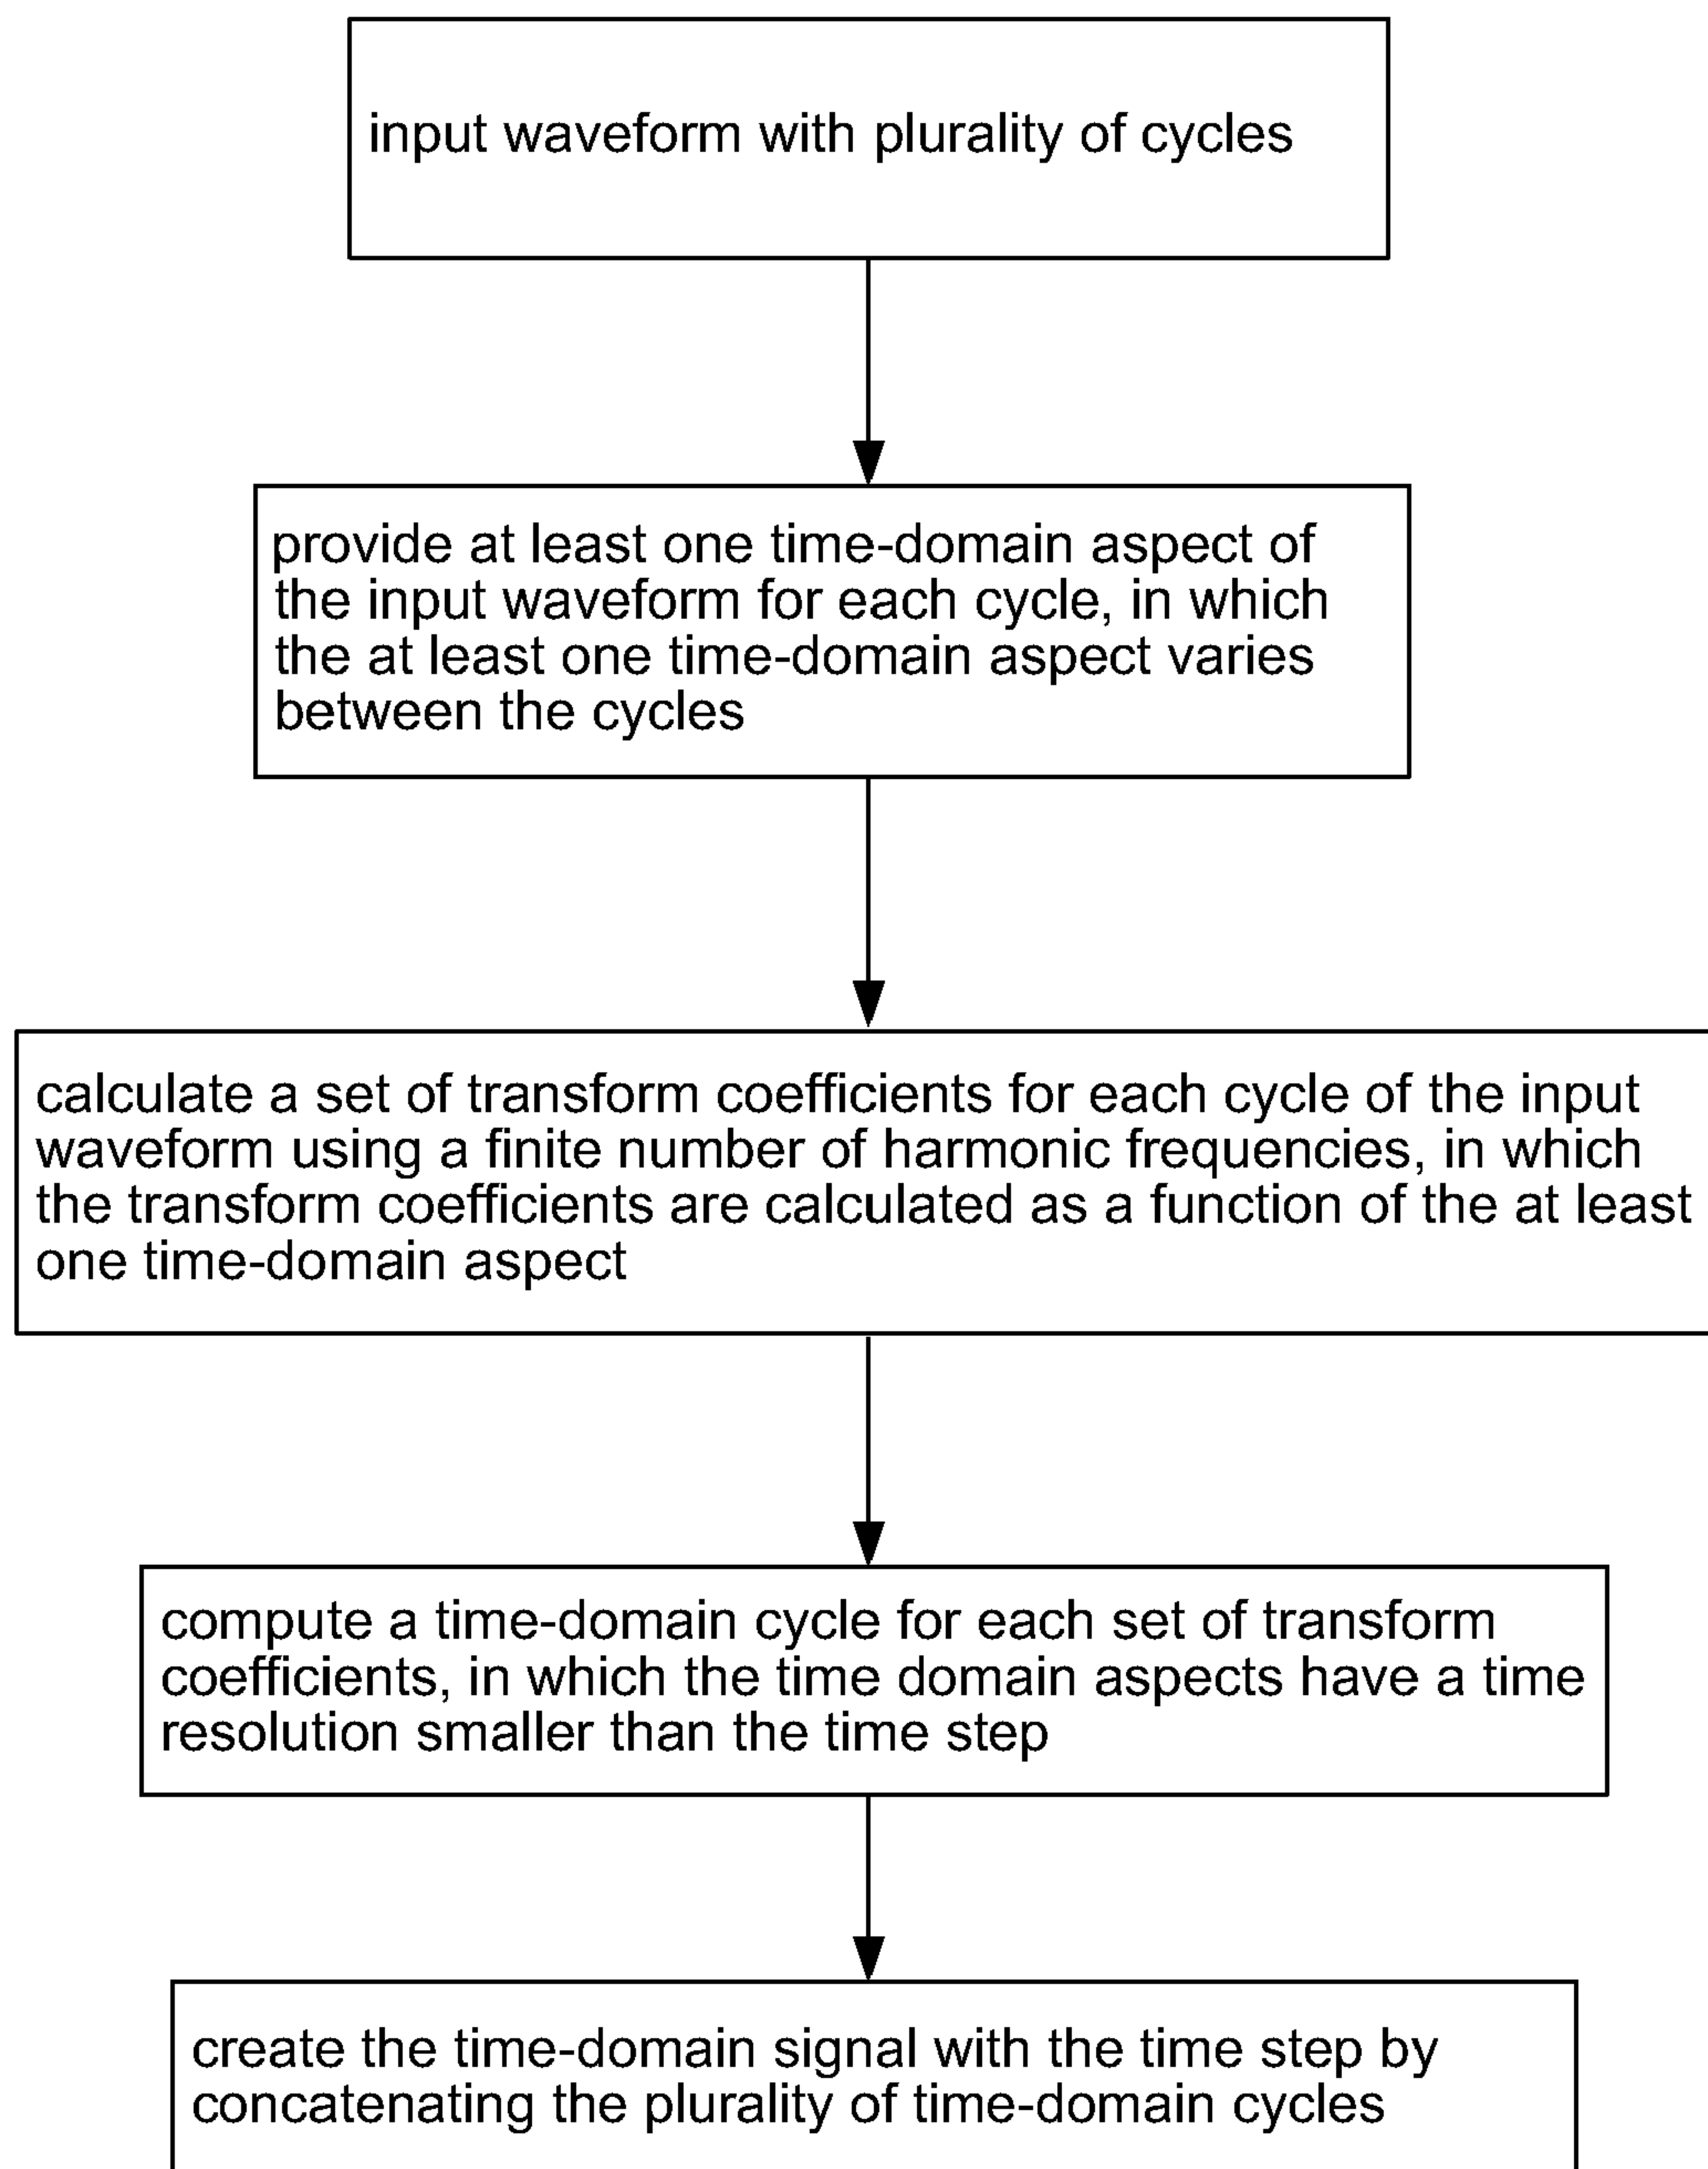 input waveform with plurality of cycles
provide at least one time-domain aspect of
the input waveform for each cycle, in which
the at least one time-domain aspect varies
between the cycles
calculate a set of transform coefficients for each cycle of the input
waveform using a finite number of harmonic frequencies, in which
the transform coefficients are calculated as a function of the at least
one time-domain aspect
compute a time-domain cycle for each set of transform
coefficients, in which the time domain aspects have a time
resolution smaller than the time step
create the time-domain signal with the time step by
concatenating the plurality of time-domain cycles